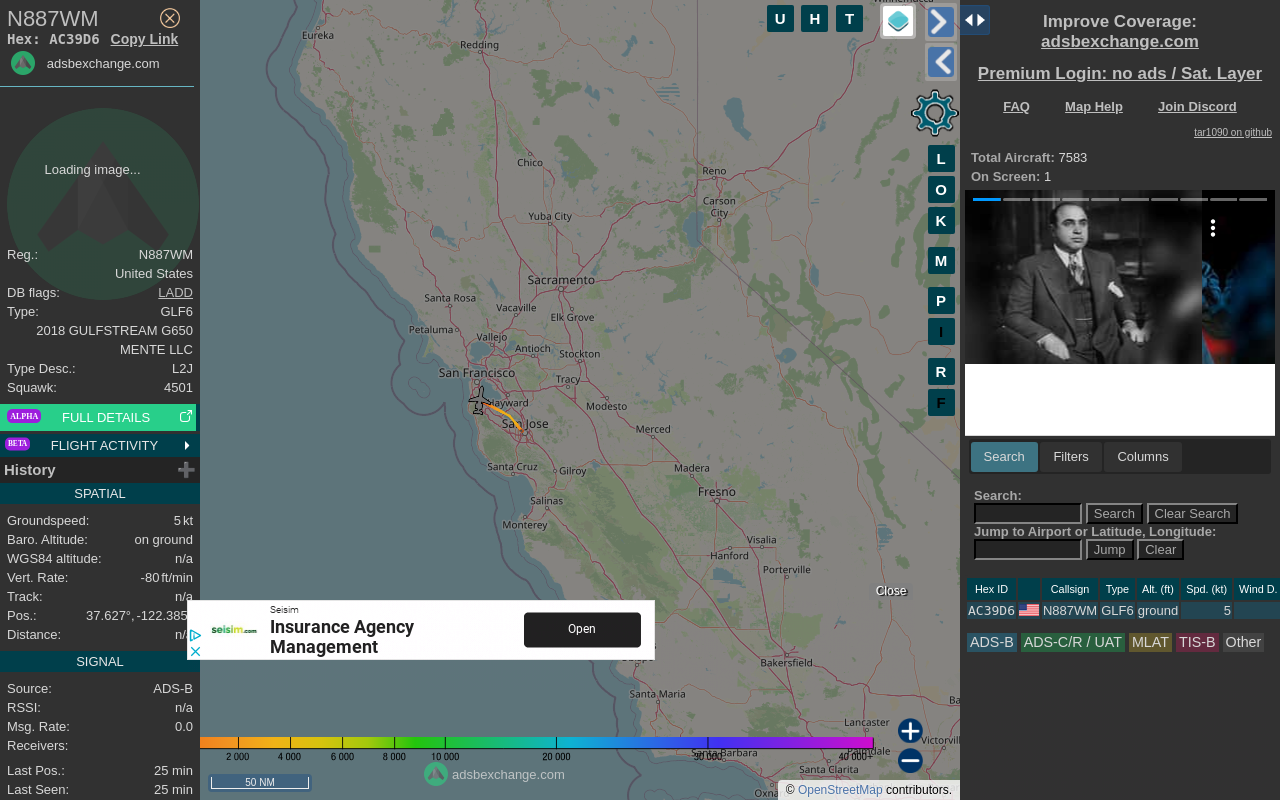 N887WM
Hex: AC39D6 Copy Link
adsbexchange.com
Loading image...
Reg.: N887WM
United States
DB flags: LADD
Type: GLF6
2018 GULFSTREAM G650
MENTE LLC
Type Desc.: L2J
Squawk: 4501
ALPHA FULL DETAILS
BETA FLIGHT ACTIVITY
History
SPATIAL
Groundspeed: 5 kt
Baro. Altitude: on ground
WGS84 altitude: n/a
Vert. Rate: -80 ft/min
Track: n/a
Pos.: 37.627°, -122.385
Distance:
SIGNAL
Source: ADS-B
RSSI: n/a
Msg. Rate: 0.0
Receivers:
Last Pos.: 25 min
Last Seen: 25 min
Eureka
Redding
Chico
Reno
Carson
City
Yuba City
Sacramento
Santa Rosa
Vacaville
Elk Grove
Petaluma
Vallejo
Antioch
Stockton
San Francisco
Tracy
Hayward
Modesto
San Jose
Merced
Santa Cruz
Gilroy
Madera
Fresno
Salinas
Monterey
Visalia
Hanford
Porterville
Bakersfield
Santa Maria
Lancaster
Palmdale
Victorvil
Santa Barbara
Santa Clarita
Oxna
U H T
L
O
K
M
P
I
R
F
Close
Seisim
seisim.com
Insurance Agency
Management
Open
2 000 4 000 6 000 8 000 10 000 20 000 30 000 40 000+
adsbexchange.com
50 NM
© OpenStreetMap contributors.
Improve Coverage:
adsbexchange.com
Premium Login: no ads / Sat. Layer
FAQ Map Help Join Discord
tar1090 on github
Total Aircraft: 7583
On Screen: 1
Search Filters Columns
Search:
Search Clear Search
Jump to Airport or Latitude, Longitude:
Jump Clear
Hex ID Callsign Type Alt. (ft) Spd. (kt) Wind D.
AC39D6 N887WM GLF6 ground 5
ADS-B ADS-C/R / UAT MLAT TIS-B Other